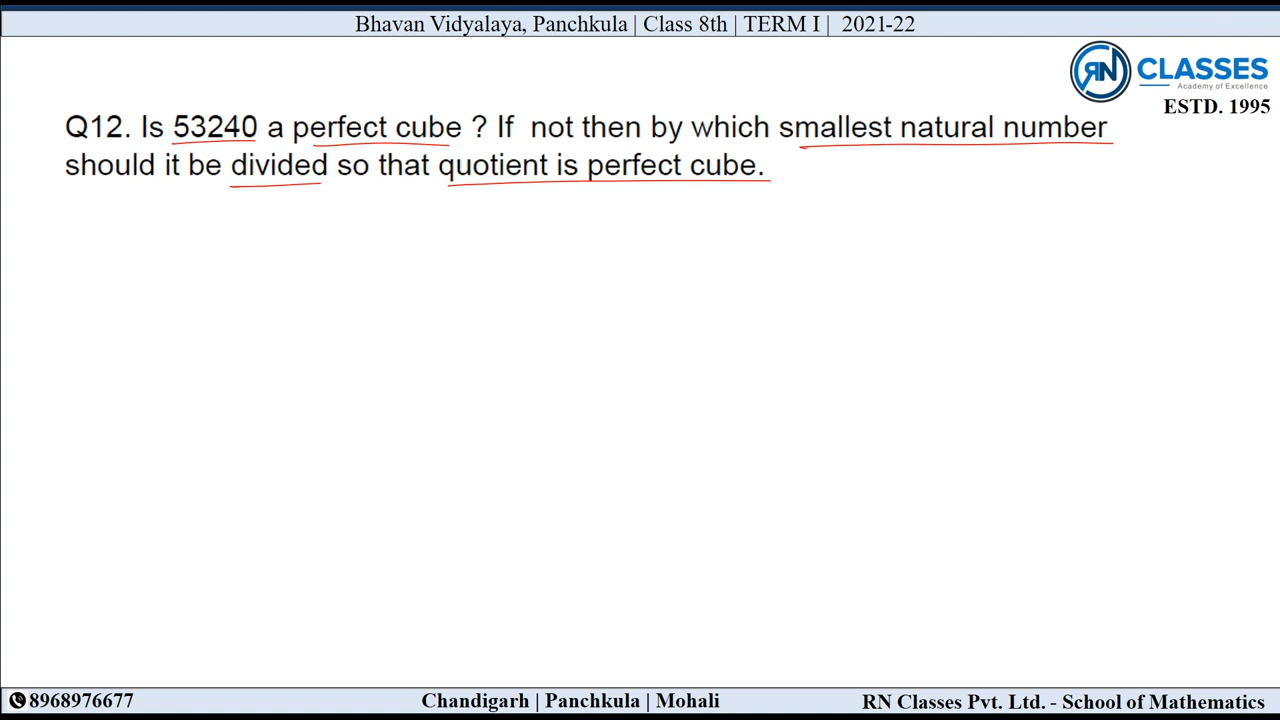 Bhavan Vidyalaya, Panchkula | Class 8th | TERM I | 2021-22
RN CLASSES
Academy of Excellence
ESTD. 1995
Q12. Is 53240 a perfect cube ? If not then by which smallest natural number
should it be divided so that quotient is perfect cube.
8968976677
Chandigarh | Panchkula | Mohali
RN Classes Pvt. Ltd. - School of Mathematics